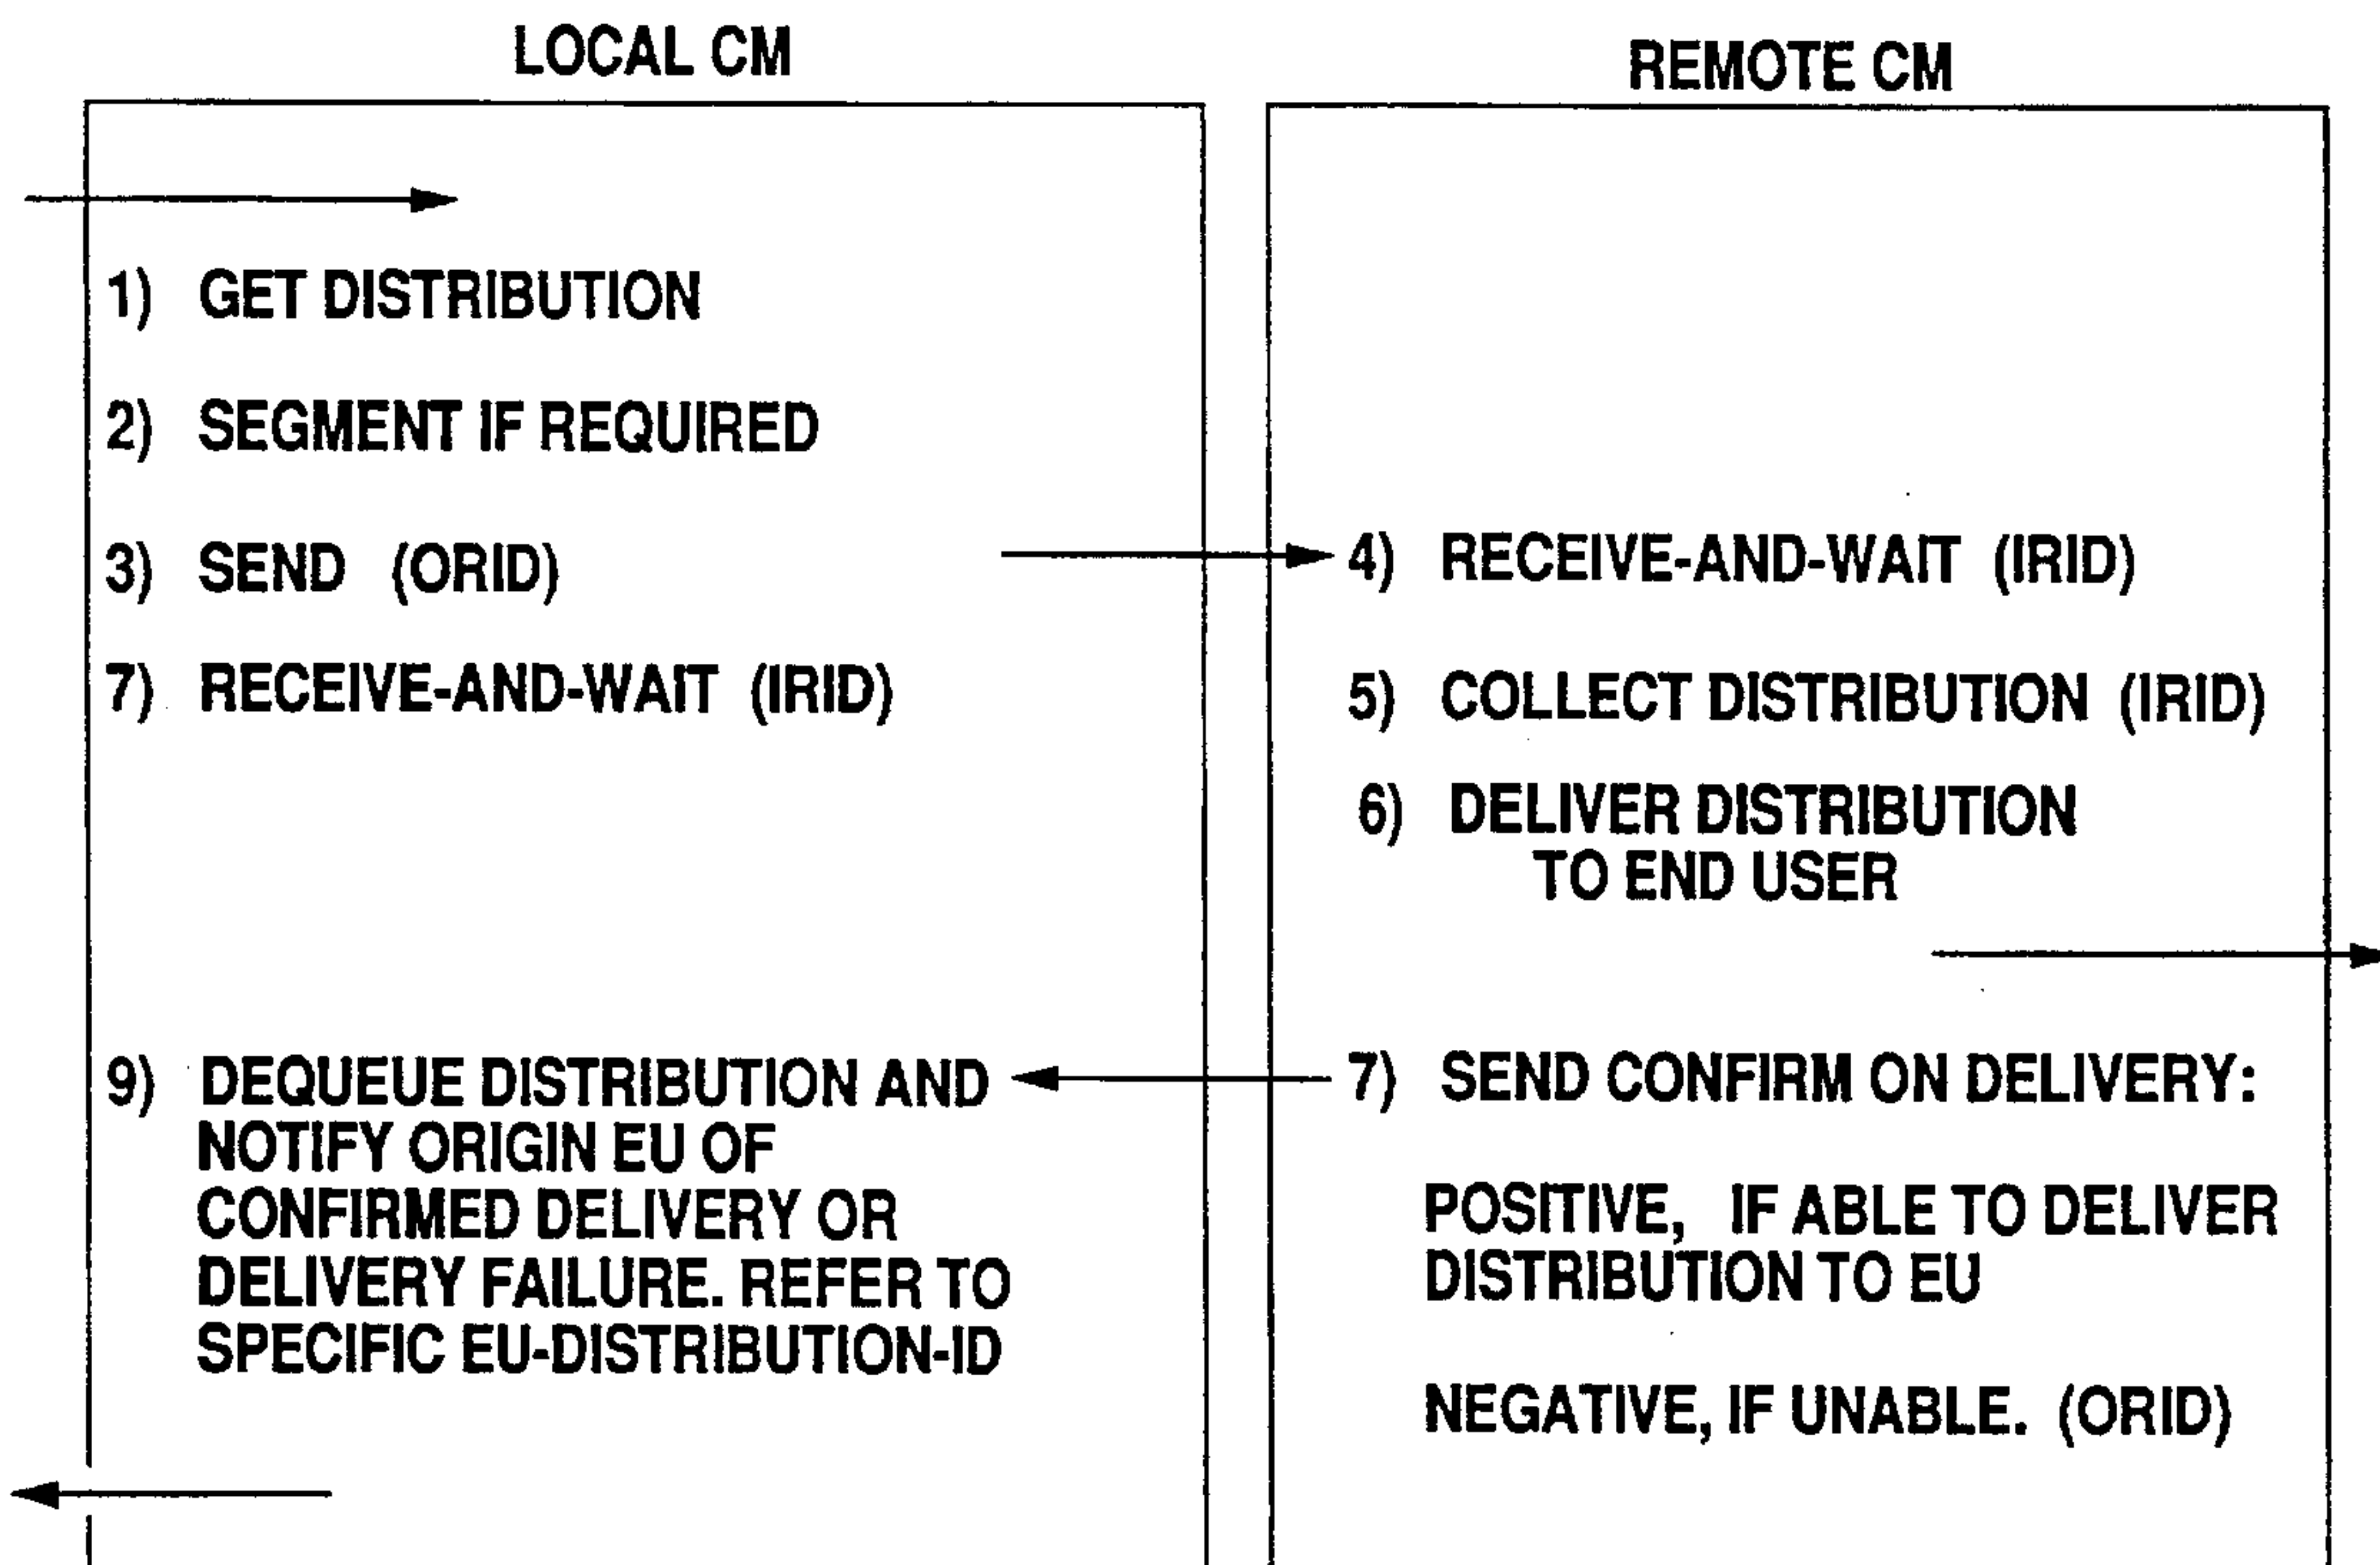 LOCAL CM
1) GET DISTRIBUTION
2) SEGMENT IF REQUIRED
3) SEND (ORID)
7) RECEIVE-AND-WAIT (IRID)
9) DEQUEUE DISTRIBUTION AND
NOTIFY ORIGIN EU OF
CONFIRMED DELIVERY OR
DELIVERY FAILURE. REFER TO
SPECIFIC EU-DISTRIBUTION-ID
REMOTE CM
4) RECEIVE-AND-WAIT (IRID)
5) COLLECT DISTRIBUTION (IRID)
6) DELIVER DISTRIBUTION
TO END USER
7) SEND CONFIRM ON DELIVERY:
POSITIVE, IF ABLE TO DELIVER
DISTRIBUTION TO EU
NEGATIVE, IF UNABLE. (ORID)